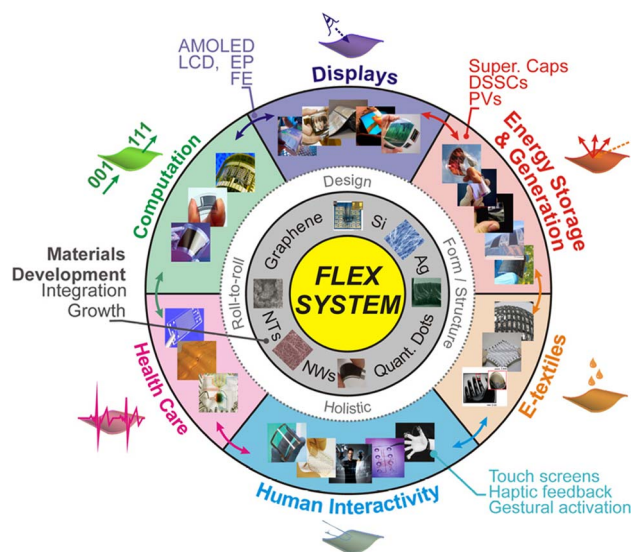 AMOLED
LCD, EP
FE
Displays
Super. Caps
DSSCs
PVs
Energy Storage
& Generation
001
111
Computation
Design
Graphene
Si
Ag
Form / Structure
Roll-to-roll
Materials
Development
Integration
Growth
FLEX
SYSTEM
NTs
NWs
Quant. Dots
Holistic
Health Care
E-textiles
Human Interactivity
Touch screens
Haptic feedback
Gestural activation